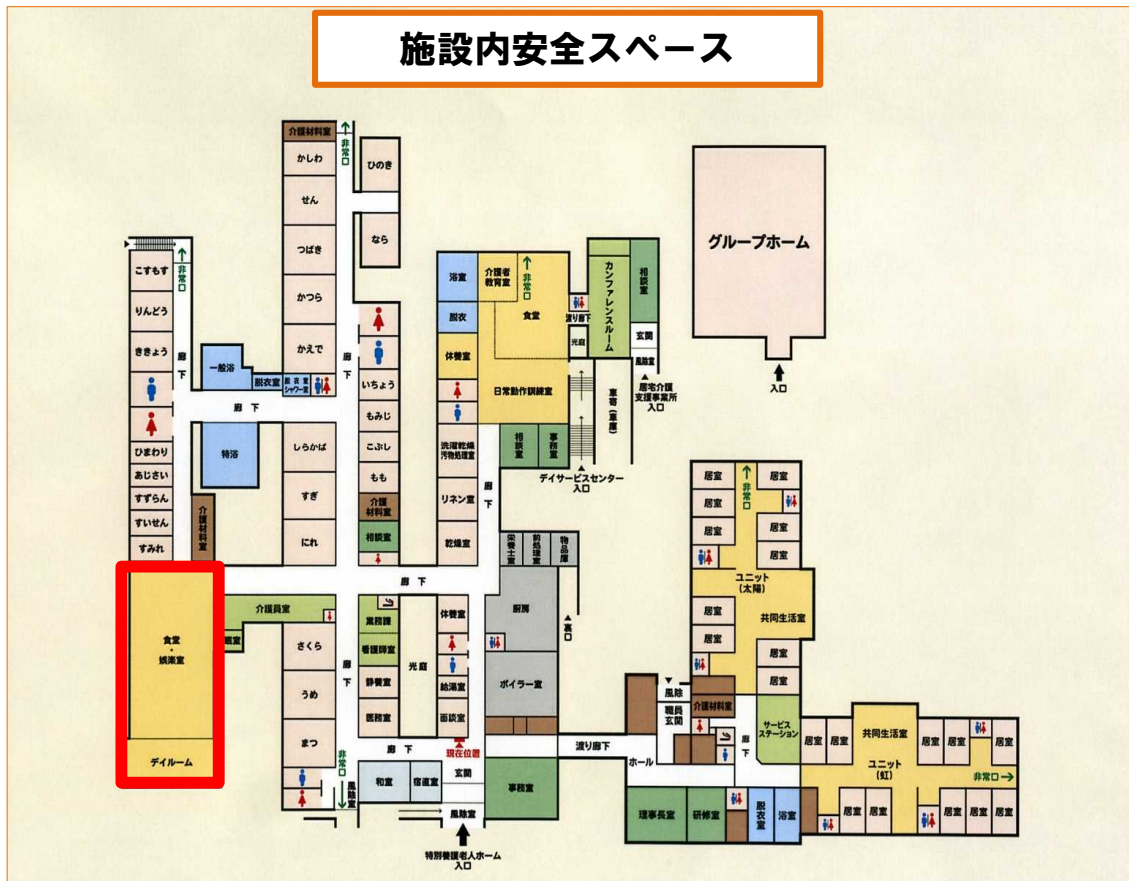 施設内安全スペース
介護材料室
かしわ
せん
つばき
かつら
かえで
↑非常口
ひのき
なら
こすもす
りんどう
ききょう
↑非常口
廊下
一般浴
脱衣室
脱衣室
シャワー室
廊下
廊下
特浴
ひまわり
あじさい
すずらん
すいせん
すみれ
介護材料室
しらかば
すぎ
にれ
いちょう
もみじ
こぶし
もも
介護
材料室
相談室
浴室
脱衣
休養室
介護者
教育室
↑非常口
食堂
日常動作訓練室
洗濯乾燥
汚物処理室
リネン室
乾燥室
廊下
相談室
事務室
渡り廊下
光庭
カンファレンスルーム
相談室
玄関
風除室
居宅介護
支援事業所
入口
車寄(車庫)
デイサービスセンター
入口
グループホーム
入口
廊下
栄養士室
前処理室
物品庫
厨房
裏口
ボイラー室
食堂
・
娯楽室
デイルーム
介護員室
さくら
うめ
まつ
廊下
業務課
看護師室
静養室
医務室
光庭
休養室
給湯室
面談室
現在位置
廊下
非常口
風除室
和室
宿直室
玄関
風除室
事務室
特別養護老人ホーム
入口
渡り廊下
ホール
風除
職員
玄関
介護材料室
廊下
サービス
ステーション
居室
居室
居室
居室
居室
居室
↑非常口
ユニット
(太陽)
共同生活室
居室
居室
居室
居室
居室
居室
共同生活室
居室
居室
居室
ユニット
(虹)
非常口→
居室
居室
居室
居室
居室
理事長室
研修室
脱衣室
浴室